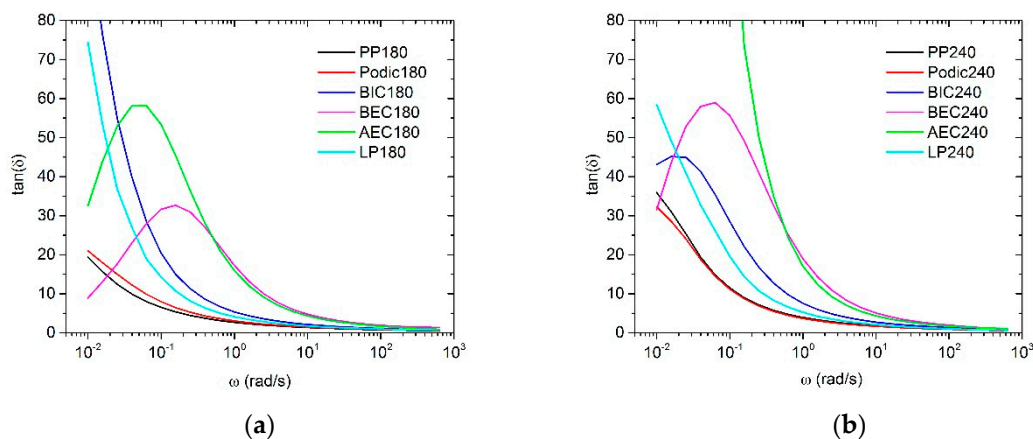 80
70
60
50
40
30
20
10
0
tan(δ)
PP180
Podic180
BIC180
BEC180
AEC180
LP180
10⁻² 10⁻¹ 10⁰ 10¹ 10² 10³
ω (rad/s)
(a)
80
70
60
50
40
30
20
10
0
tan(δ)
PP240
Podic240
BIC240
BEC240
AEC240
LP240
10⁻² 10⁻¹ 10⁰ 10¹ 10² 10³
ω (rad/s)
(b)